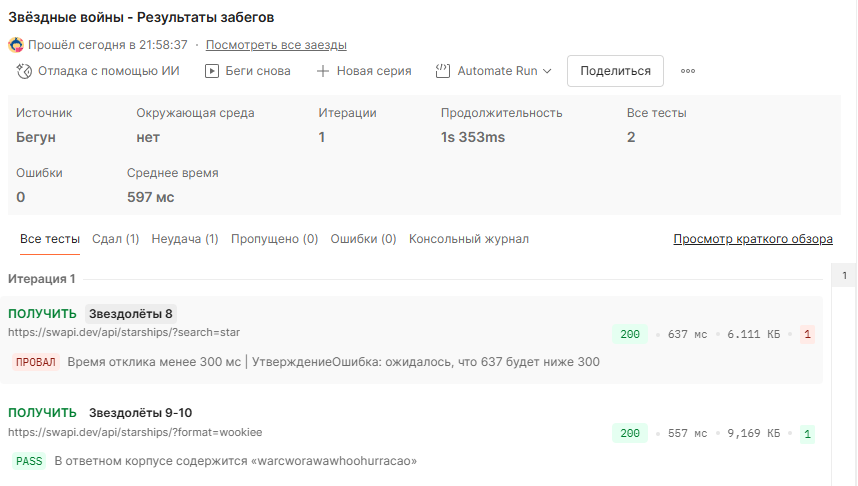 Звёздные войны - Результаты забегов
Прошёл сегодня в 21:58:37 · Посмотреть все заезды
Отладка с помощью ИИ Беги снова Новая серия Automate Run Поделиться
Источник Окружающая среда Итерации Продолжительность Все тесты
Бегун нет 1 1s 353ms 2
Ошибки Среднее время
0 597 мс
Все тесты Сдал (1) Неудача (1) Пропущено (0) Ошибки (0) Консольный журнал Просмотр краткого обзора
Итерация 1 1
ПОЛУЧИТЬ Звездолёты 8
https://swapi.dev/api/starships/?search=star 200 • 637 мс • 6.111 КБ • 1
ПРОВАЛ Время отклика менее 300 мс | УтверждениеОшибка: ожидалось, что 637 будет ниже 300
ПОЛУЧИТЬ Звездолёты 9-10
https://swapi.dev/api/starships/?format=wookiee 200 • 557 мс • 9,169 КБ • 1
PASS В ответном корпусе содержится «warcworawawhoohurracao»